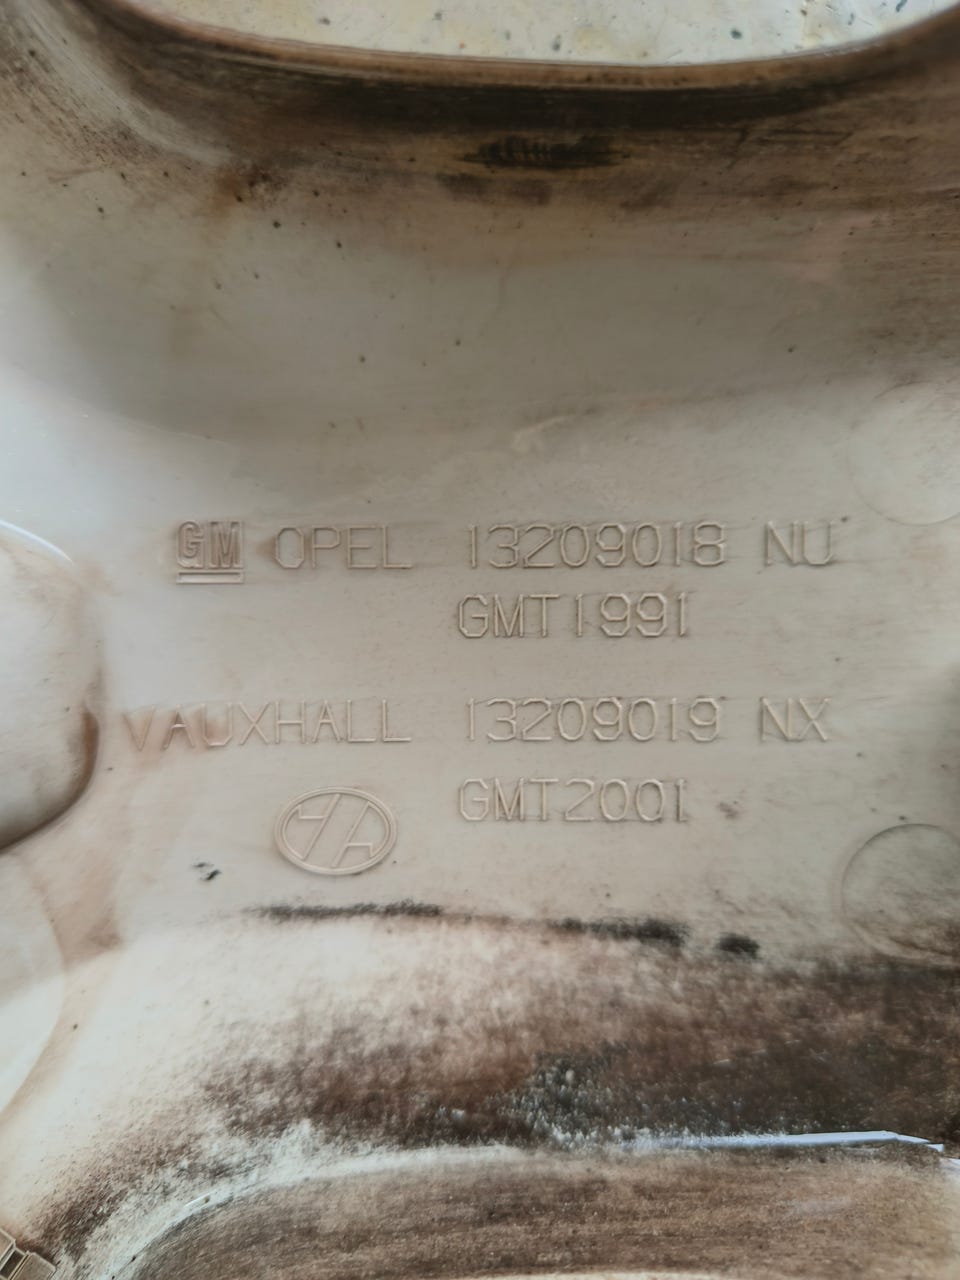 GM OPEL 13209018 NU
GMT1991
VAUXHALL 13209019 NX
GMT2001